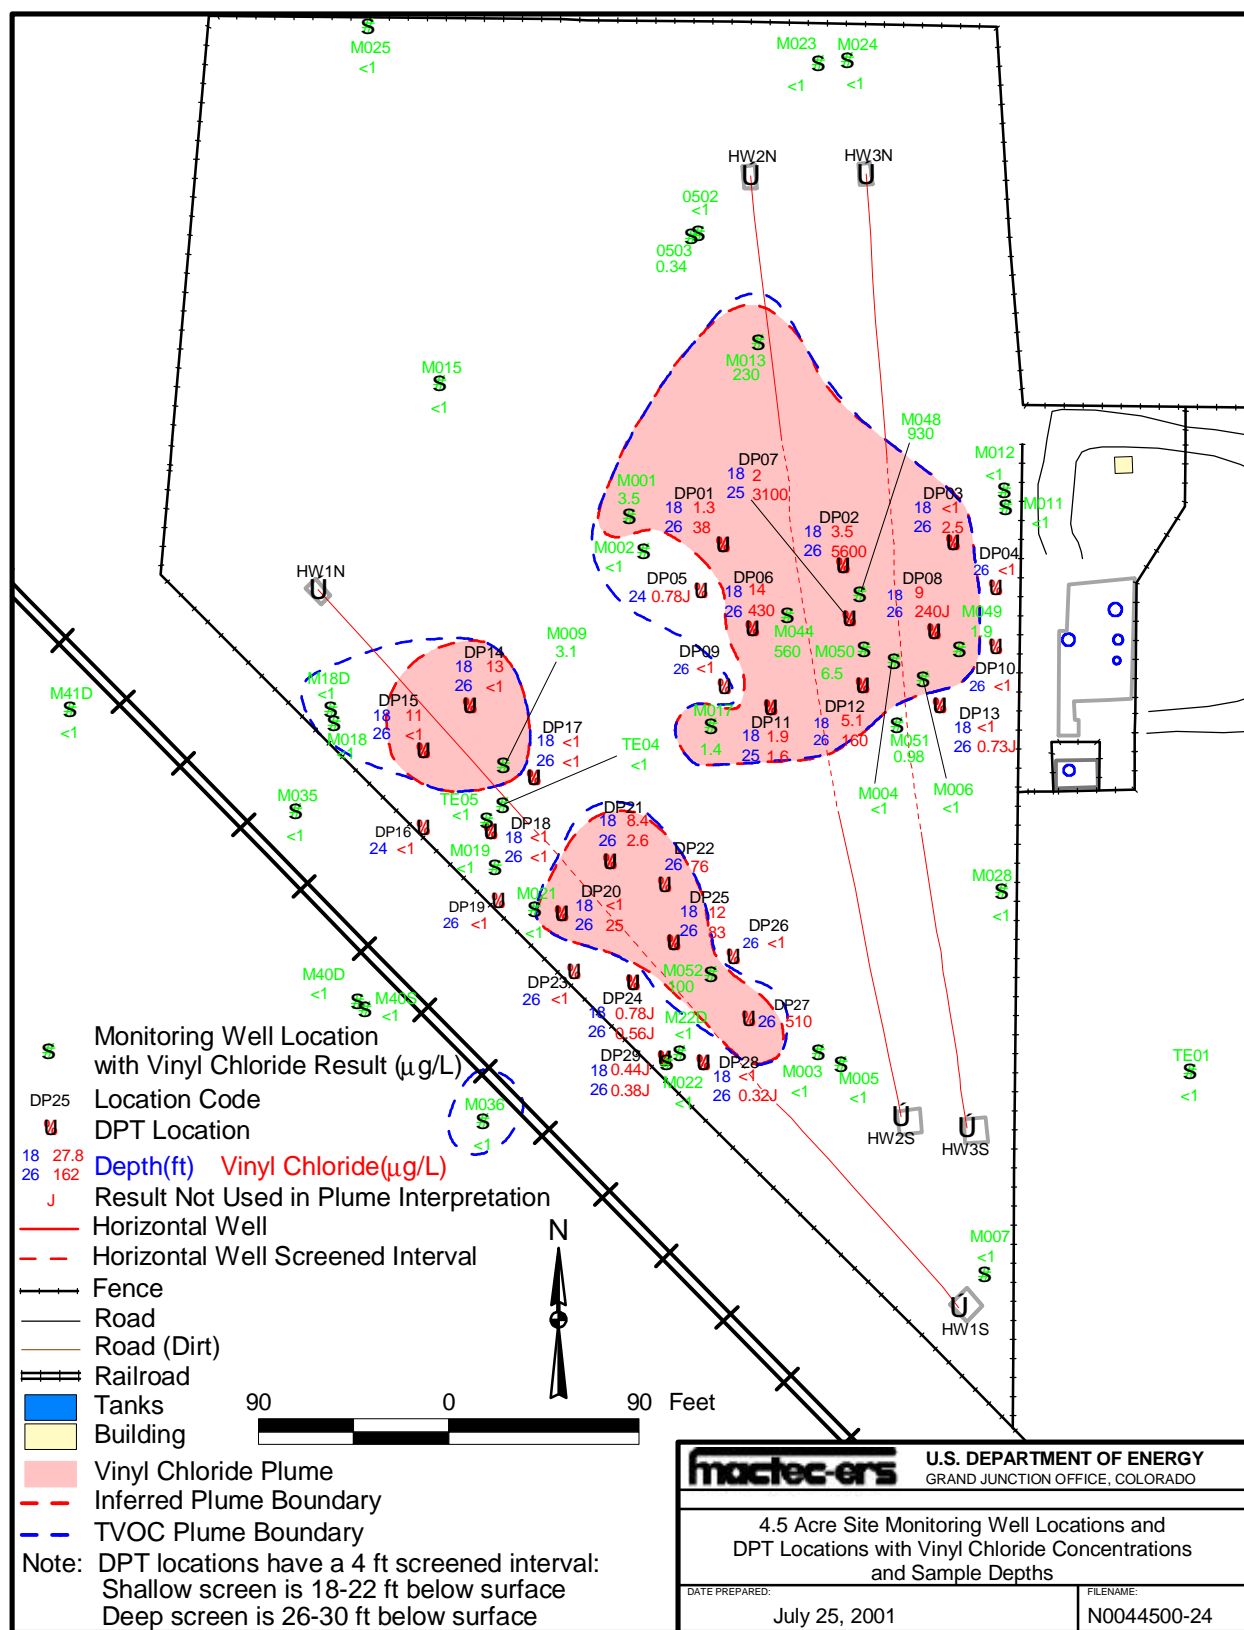 M025
<1
M023
M024
<1
<1
HW2N
HW3N
0502
<1
0503
0.34
M013
230
M015
<1
M048
930
M012
<1
M011
<1
DP07
18 2
25 3100
M001
3.5
DP01
18 1.3
26 38
DP02
18 3.5
26 5600
DP03
18 <1
26 2.5
M002
<1
DP04
26 <1
DP05
24 0.78J
DP06
18 14
26 430
DP08
18 9
26 240J
HW1N
M044
560
M049
1.9
M050
6.5
M009
3.1
DP14
18 13
26 <1
DP09
26 <1
DP10
26 <1
M18D
<1
M41D
<1
DP15
18 11
26 <1
M018
<1
DP17
18 <1
26 <1
M017
1.4
DP11
18 1.9
25 1.6
DP12
18 5.1
26 160
M051
0.98
DP13
18 <1
26 0.73J
TE04
<1
M004
<1
M006
<1
M035
<1
TE05
<1
DP16
24 <1
DP18
18 <1
26 <1
DP21
18 8.4
26 2.6
DP22
26 76
M019
<1
M028
<1
DP19
26 <1
M021
<1
DP20
18 <1
26 25
DP25
18 12
26 83
DP26
26 <1
M40D
<1
M40S
<1
DP23
26 <1
M052
100
DP24
18 0.78J
26 0.56J
DP27
26 510
M22D
<1
DP29
18 0.44J
26 0.38J
M022
<1
DP28
18 <1
26 0.32J
M003
<1
M005
<1
TE01
<1
M036
<1
HW2S
HW3S
M007
<1
HW1S
Monitoring Well Location
with Vinyl Chloride Result (µg/L)
DP25 Location Code
DPT Location
18 27.8
26 162
Depth(ft) Vinyl Chloride(µg/L)
J Result Not Used in Plume Interpretation
Horizontal Well
Horizontal Well Screened Interval
Fence
Road
Road (Dirt)
Railroad
Tanks
Building
Vinyl Chloride Plume
Inferred Plume Boundary
TVOC Plume Boundary
Note: DPT locations have a 4 ft screened interval:
Shallow screen is 18-22 ft below surface
Deep screen is 26-30 ft below surface
N
90 0 90 Feet
mactec-ers
U.S. DEPARTMENT OF ENERGY
GRAND JUNCTION OFFICE, COLORADO
4.5 Acre Site Monitoring Well Locations and
DPT Locations with Vinyl Chloride Concentrations
and Sample Depths
DATE PREPARED:
July 25, 2001
FILENAME:
N0044500-24